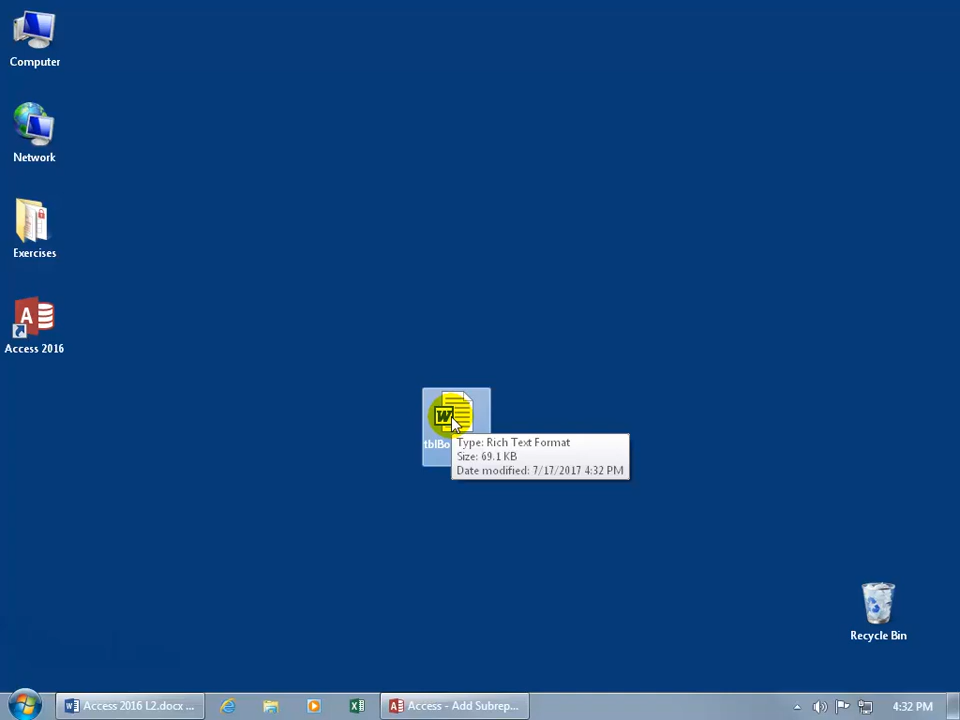 Computer
Network
Exercises
Access 2016
Type: Rich Text Format
Size: 69.1 KB
Date modified: 7/17/2017 4:32 PM
Recycle Bin
Access 2016 L2.docx ...
Access - Add Subrep...
4:32 PM